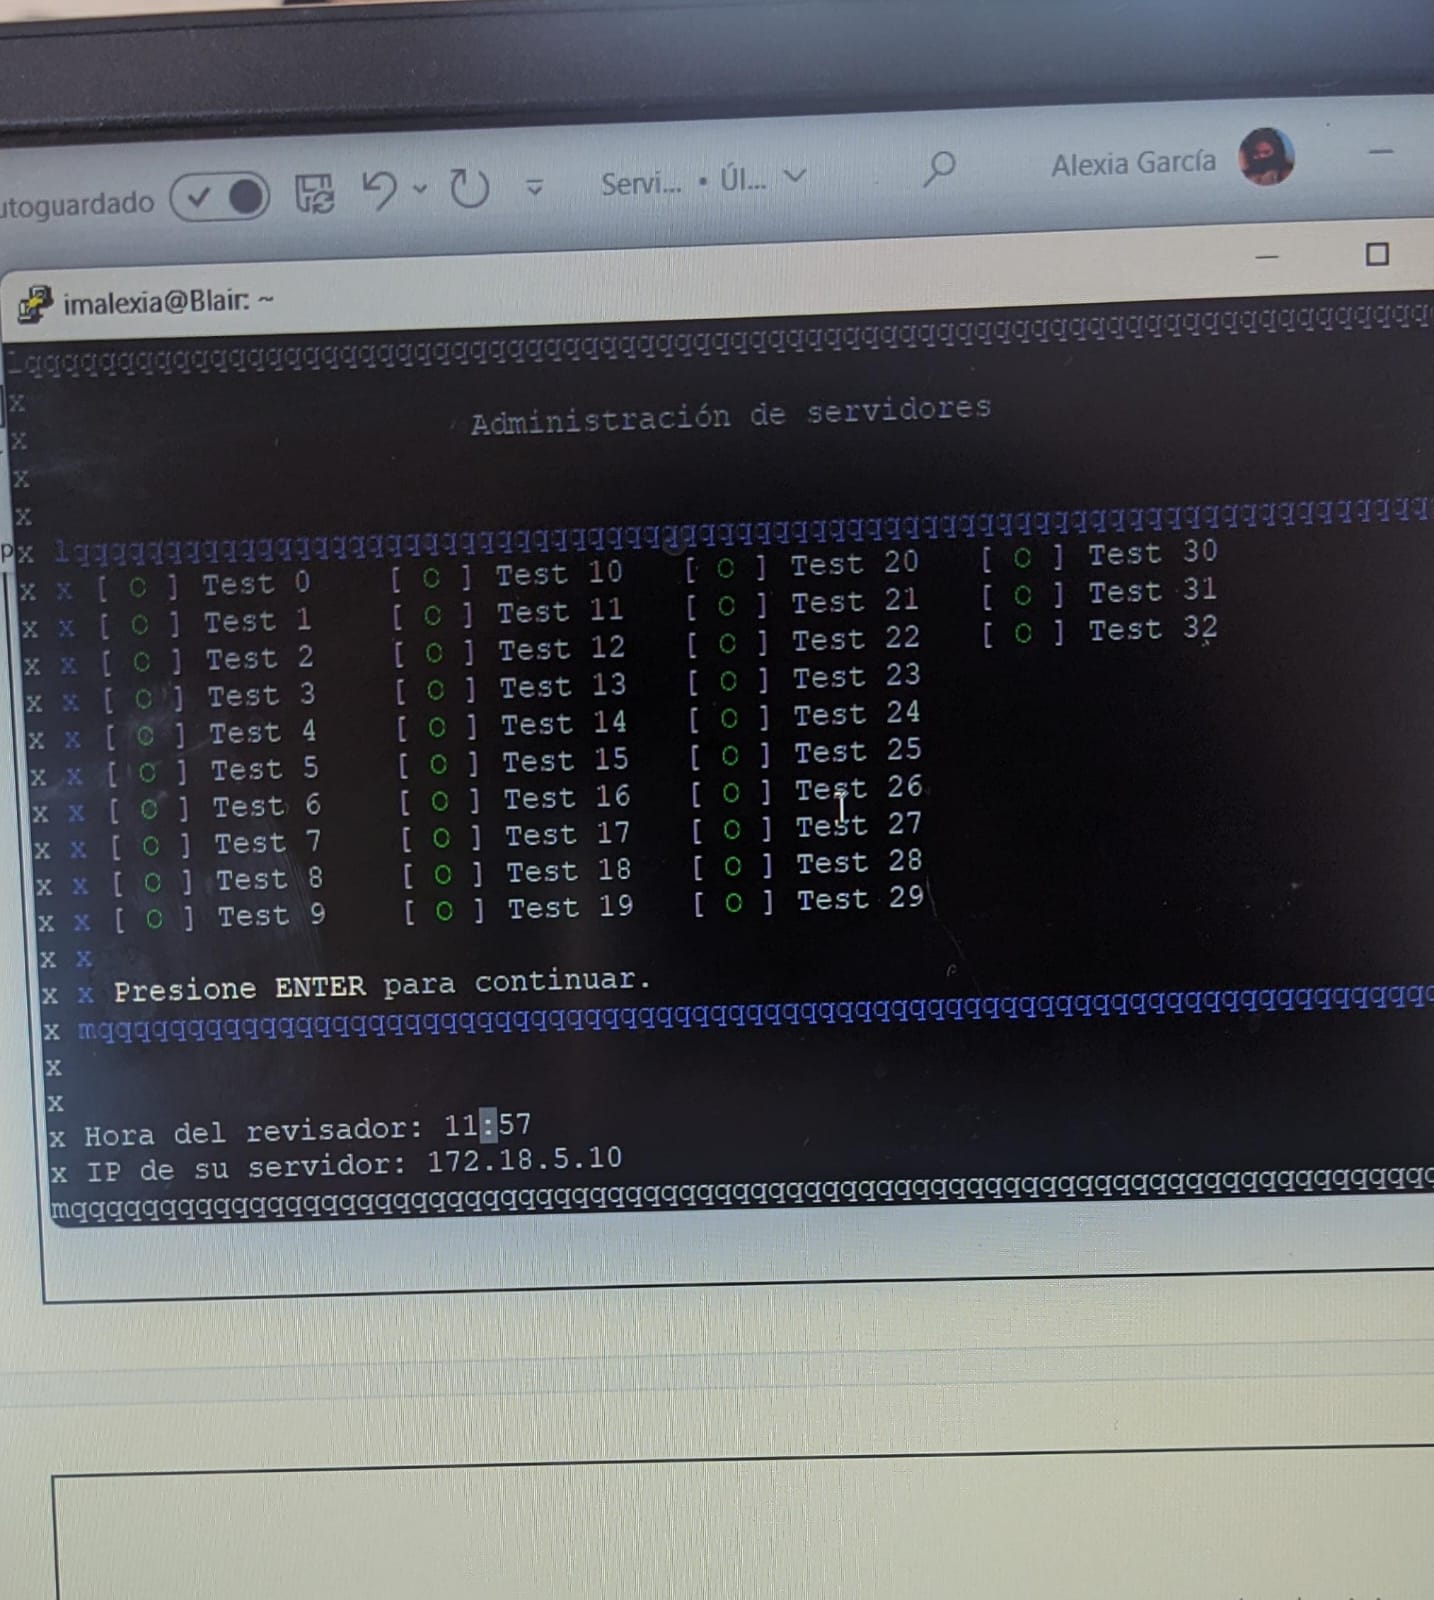 utoguardado Servi... • Úl... Alexia García
imalexia@Blair: ~
Administración de servidores
[ O ] Test 0 [ O ] Test 10 [ O ] Test 20 [ O ] Test 30
x x [ O ] Test 1 [ O ] Test 11 [ O ] Test 21 [ O ] Test 31
x x [ O ] Test 2 [ O ] Test 12 [ O ] Test 22 [ O ] Test 32
x x [ O ] Test 3 [ O ] Test 13 [ O ] Test 23
x x [ O ] Test 4 [ O ] Test 14 [ O ] Test 24
x x [ O ] Test 5 [ O ] Test 15 [ O ] Test 25
x x [ O ] Test 6 [ O ] Test 16 [ O ] Test 26
x x [ O ] Test 7 [ O ] Test 17 [ O ] Test 27
x x [ O ] Test 8 [ O ] Test 18 [ O ] Test 28
x x [ O ] Test 9 [ O ] Test 19 [ O ] Test 29
x x
x x Presione ENTER para continuar.
x
x
x Hora del revisador: 11:57
x IP de su servidor: 172.18.5.10